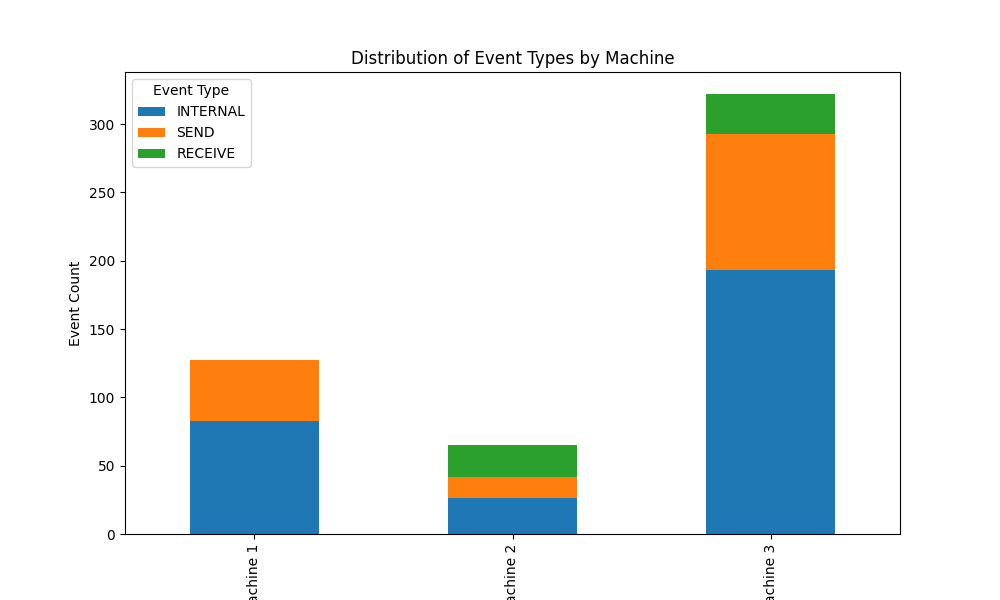 Distribution of Event Types by Machine
Event Type
INTERNAL
SEND
RECEIVE
Event Count
300
250
200
150
100
50
0
achine 1
achine 2
achine 3